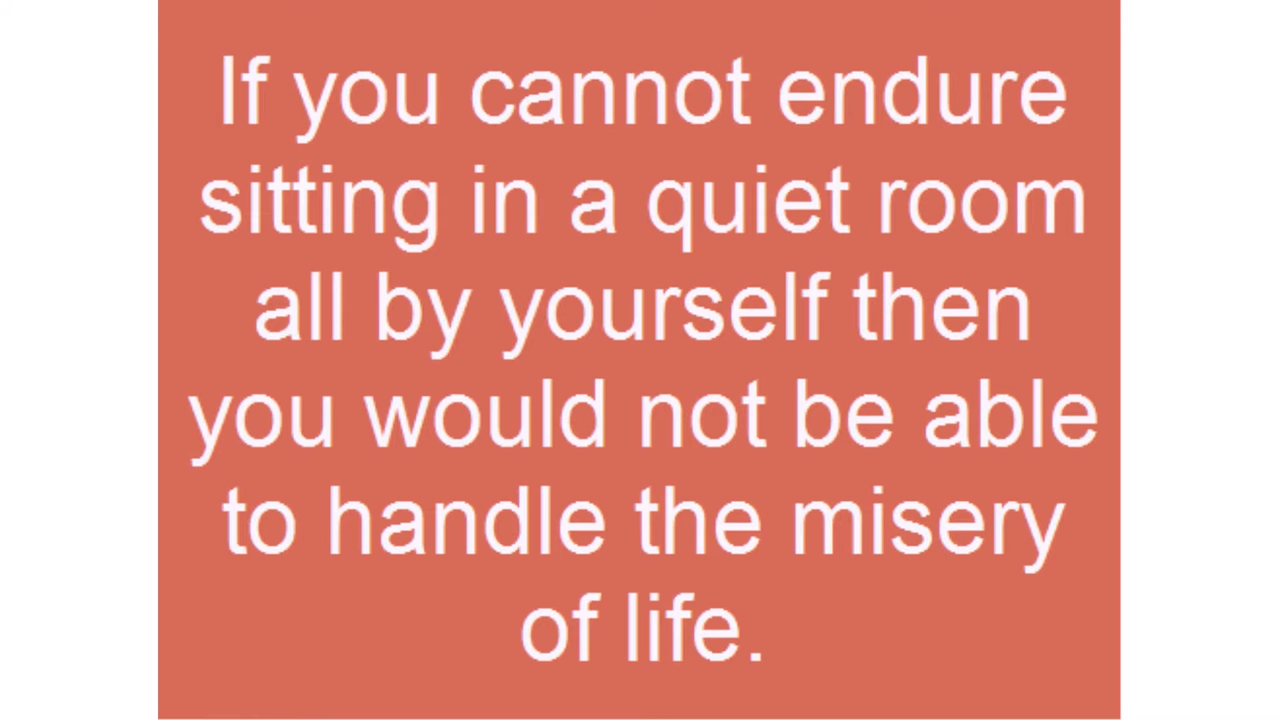 If you cannot endure
sitting in a quiet room
all by yourself then
you would not be able
to handle the misery
of life.